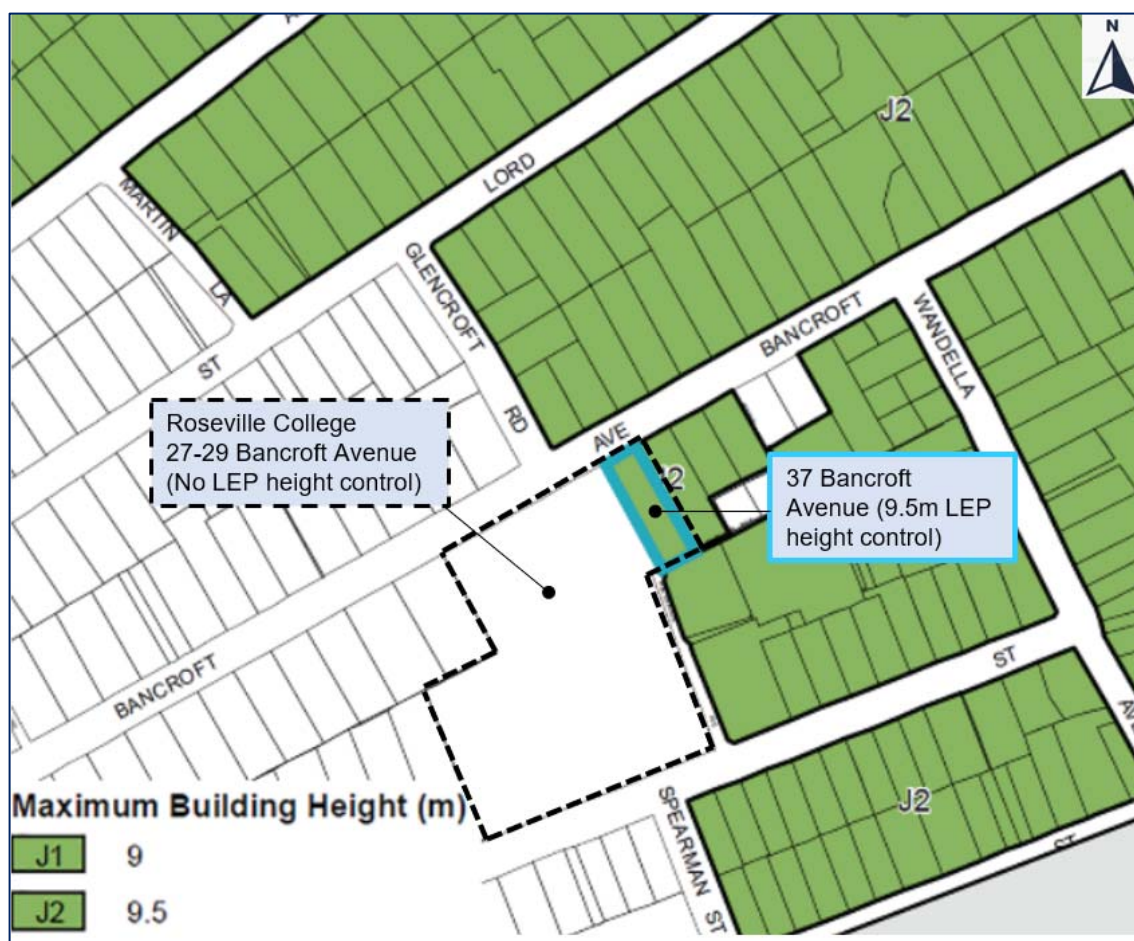 N
J2
MARTIN
LA
LORD
ST
GLENCROFT
RD
BANCROFT
AVE
WANDELLA
Roseville College
27-29 Bancroft Avenue
(No LEP height control)
37 Bancroft
Avenue (9.5m LEP
height control)
BANCROFT
ST
J2
SPEARMAN
ST
Maximum Building Height (m)
J1 9
J2 9.5